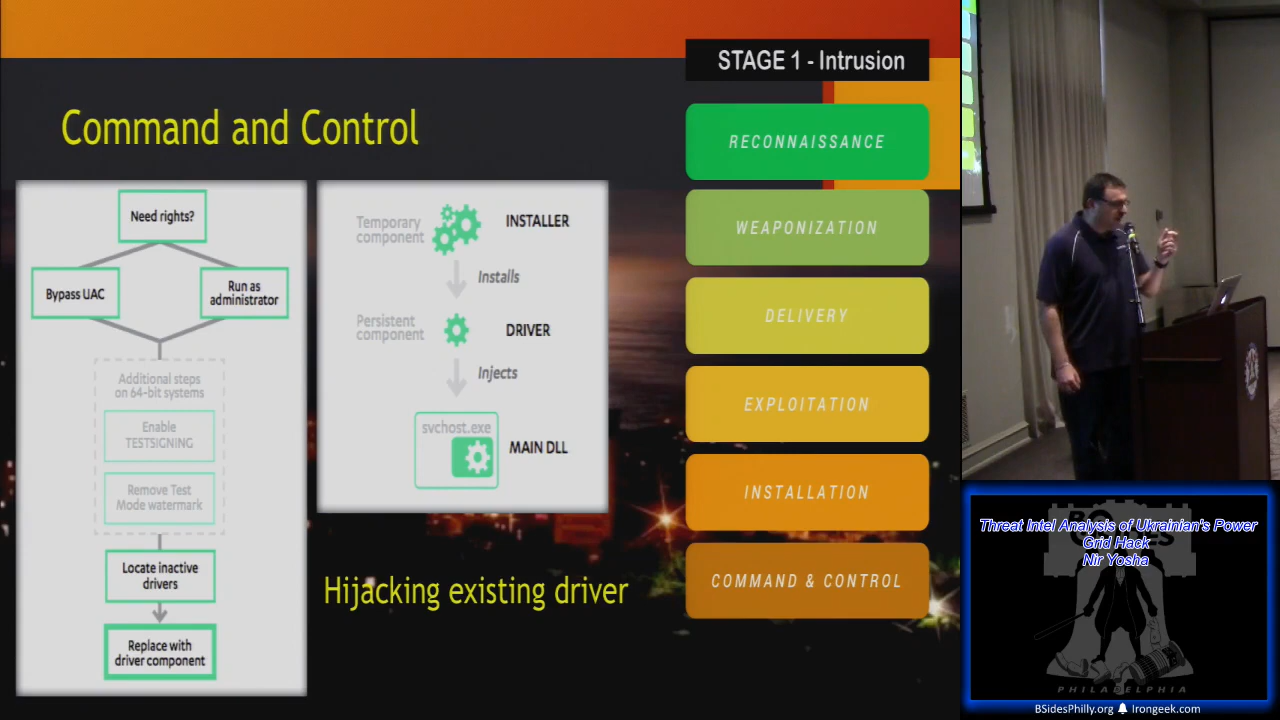 STAGE 1 - Intrusion
Command and Control
Need rights?
Bypass UAC
Run as
administrator
Additional steps
on 64-bit systems
Enable
TESTSIGNING
Remove Test
Mode watermark
Locate inactive
drivers
Replace with
driver component
Temporary
component
INSTALLER
Installs
Persistent
component
DRIVER
Injects
svchost.exe
MAIN DLL
Hijacking existing driver
RECONNAISSANCE
WEAPONIZATION
DELIVERY
EXPLOITATION
INSTALLATION
COMMAND & CONTROL
Threat Intel Analysis of Ukrainian's Power
Grid Hack
Nir Yosha
PHILADELPHIA
BSidesPhilly.org
Irongeek.com